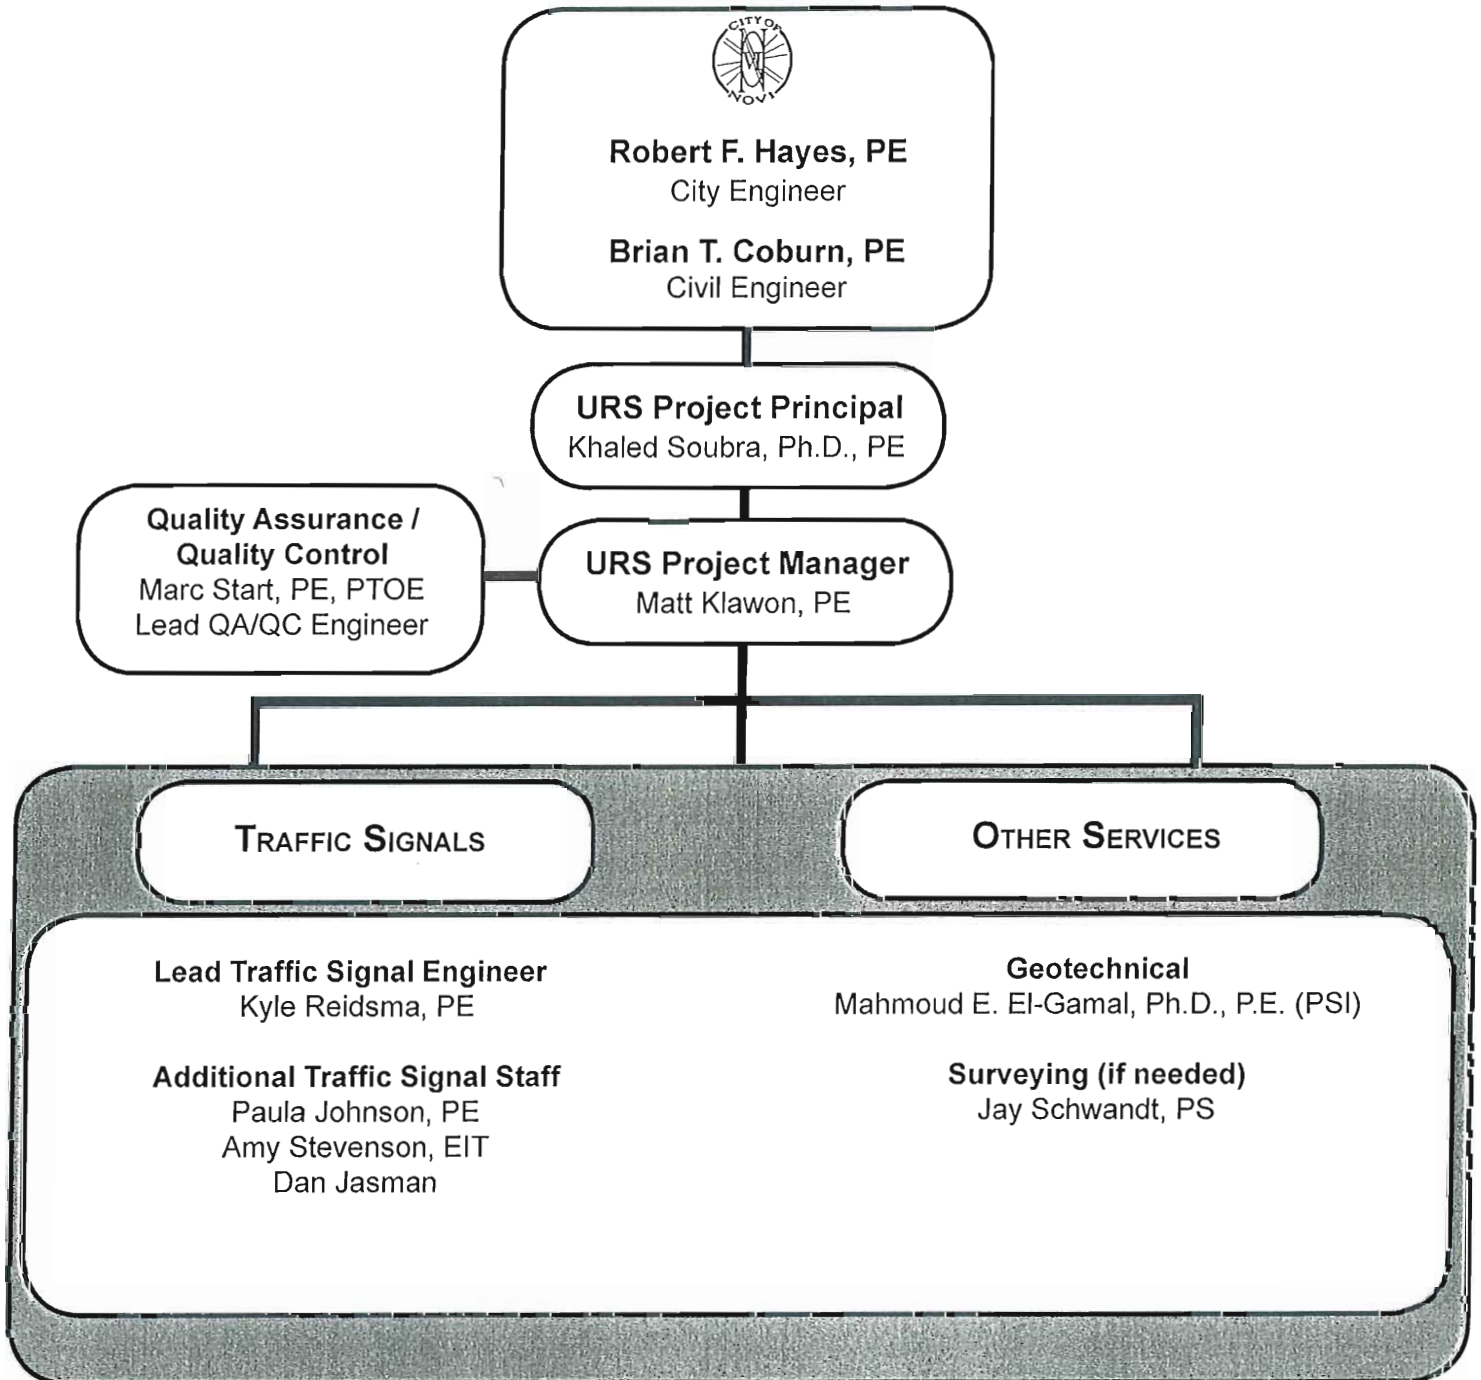 CITY OF
NOVI
Robert F. Hayes, PE
City Engineer
Brian T. Coburn, PE
Civil Engineer
URS Project Principal
Khaled Soubra, Ph.D., PE
Quality Assurance /
Quality Control
Marc Start, PE, PTOE
Lead QA/QC Engineer
URS Project Manager
Matt Klawon, PE
TRAFFIC SIGNALS
Lead Traffic Signal Engineer
Kyle Reidsma, PE
Additional Traffic Signal Staff
Paula Johnson, PE
Amy Stevenson, EIT
Dan Jasman
OTHER SERVICES
Geotechnical
Mahmoud E. El-Gamal, Ph.D., P.E. (PSI)
Surveying (if needed)
Jay Schwandt, PS